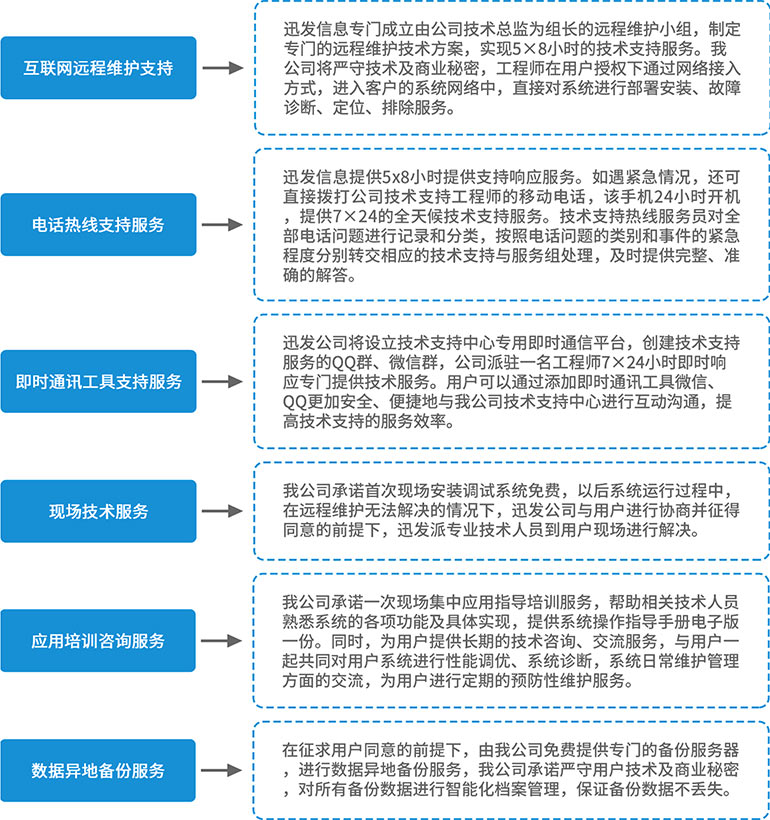 互联网远程维护支持
迅发信息专门成立由公司技术总监为组长的远程维护小组，制定
专门的远程维护技术方案，实现5×8小时的技术支持服务。我
公司将严守技术及商业秘密，工程师在用户授权下通过网络接入
方式，进入客户的系统网络中，直接对系统进行部署安装、故障
诊断、定位、排除服务。
电话热线支持服务
迅发信息提供5x8小时提供支持响应服务。如遇紧急情况，还可
直接拨打公司技术支持工程师的移动电话，该手机24小时开机
，提供7×24的全天候技术支持服务。技术支持热线服务员对全
部电话问题进行记录和分类，按照电话问题的类别和事件的紧急
程度分别转交相应的技术支持与服务组处理，及时提供完整、准
确的解答。
即时通讯工具支持服务
迅发公司将设立技术支持中心专用即时通信平台，创建技术支持
服务的QQ群、微信群，公司派驻一名工程师7×24小时即时响
应专门提供技术服务。用户可以通过添加即时通讯工具微信、
QQ更加安全、便捷地与我公司技术支持中心进行互动沟通，提
高技术支持的服务效率。
现场技术服务
我公司承诺首次现场安装调试系统免费，以后系统运行过程中，
在远程维护无法解决的情况下，迅发公司与用户进行协商并征得
同意的前提下，迅发派专业技术人员到用户现场进行解决。
应用培训咨询服务
我公司承诺一次现场集中应用指导培训服务，帮助相关技术人员
熟悉系统的各项功能及具体实现，提供系统操作指导手册电子版
一份。同时，为用户提供长期的技术咨询、交流服务，与用户一
起共同对用户系统进行性能调优、系统诊断，系统日常维护管理
方面的交流，为用户进行定期的预防性维护服务。
数据异地备份服务
在征求用户同意的前提下，由我公司免费提供专门的备份服务器
，进行数据异地备份服务，我公司承诺严守用户技术及商业秘密
，对所有备份数据进行智能化档案管理，保证备份数据不丢失。